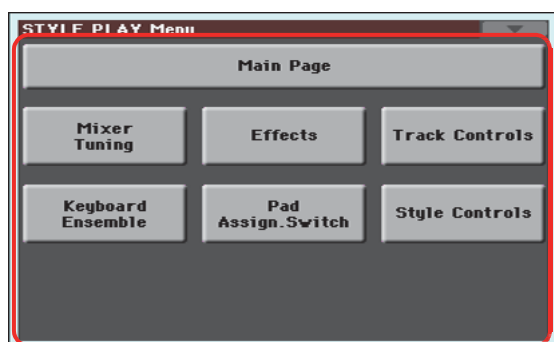 STYLE PLAY Menu
Main Page
Mixer
Tuning
Effects
Track Controls
Keyboard
Ensemble
Pad
Assign.Switch
Style Controls